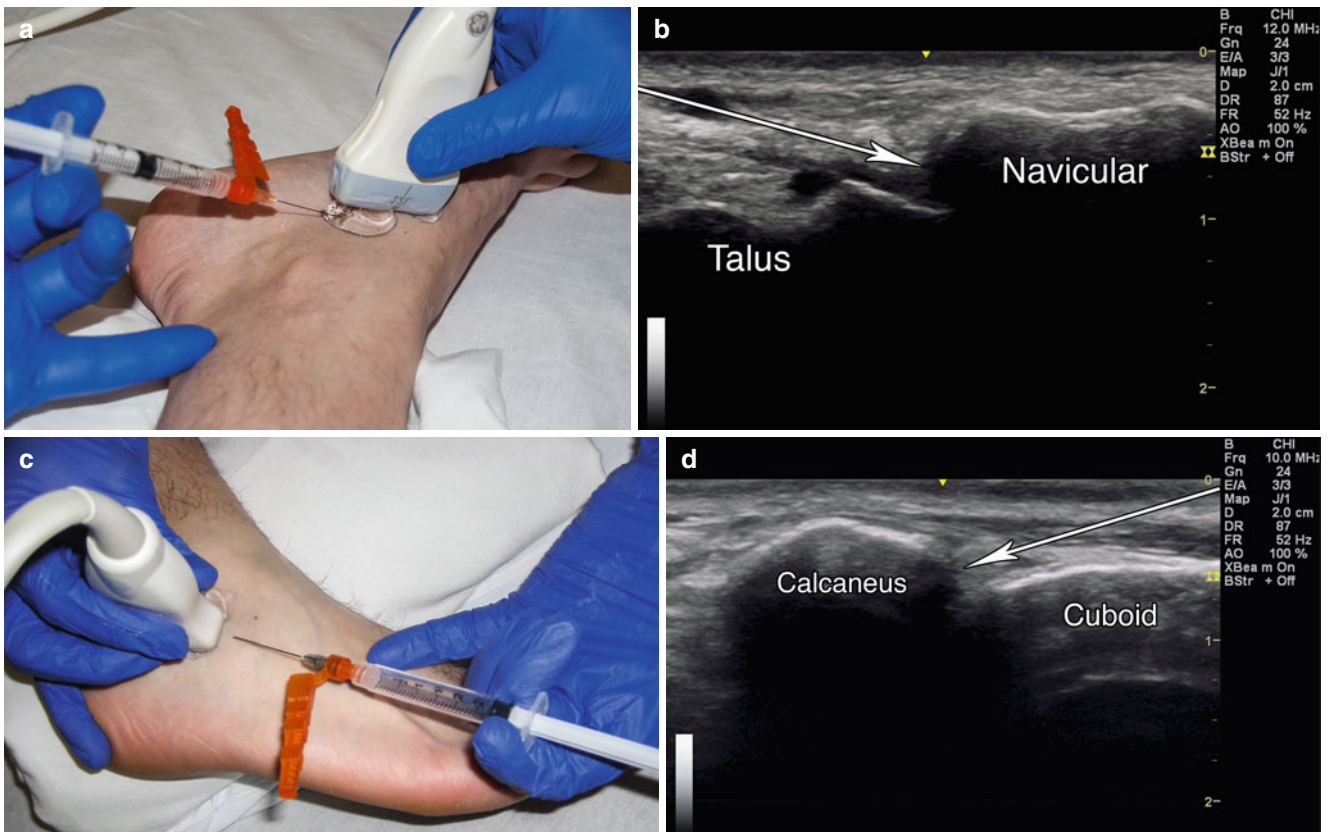 a
b
B CHI
Frq 12.0 MHz
Gn 24
E/A 3/3
Map J/1
D 2.0 cm
DR 87
FR 52 Hz
AO 100 %
XBea m On
BStr + Off
0
1
2
Navicular
Talus
c
d
B CHI
Frq 10.0 MHz
Gn 24
E/A 3/3
Map J/1
D 2.0 cm
DR 87
FR 52 Hz
AO 100 %
XBea m On
BStr + Off
0
1
2
Calcaneus
Cuboid